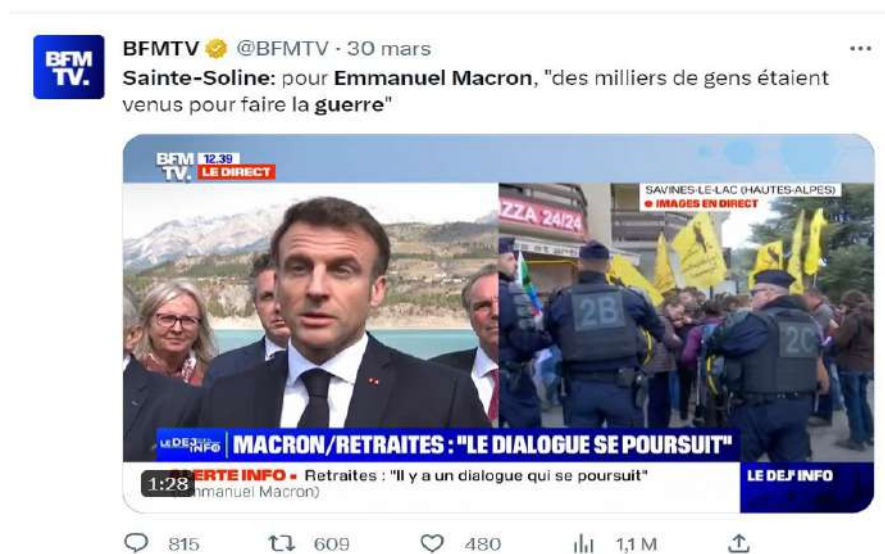 BFM
TV.
BFMTV @BFMTV · 30 mars
Sainte-Soline: pour Emmanuel Macron, "des milliers de gens étaient
venus pour faire la guerre"
BFM 12.39
TV. LE DIRECT
SAVINES-LE-LAC (HAUTES-ALPES)
IMAGES EN DIRECT
ZZA 24/24
2B
2C
LE DEJ' INFO
MACRON/RETRAITES : "LE DIALOGUE SE POURSUIT"
ERTE INFO - Retraites : "Il y a un dialogue qui se poursuit"
mmanuel Macron)
1:28
LE DEJ' INFO
815 609 480 1,1 M